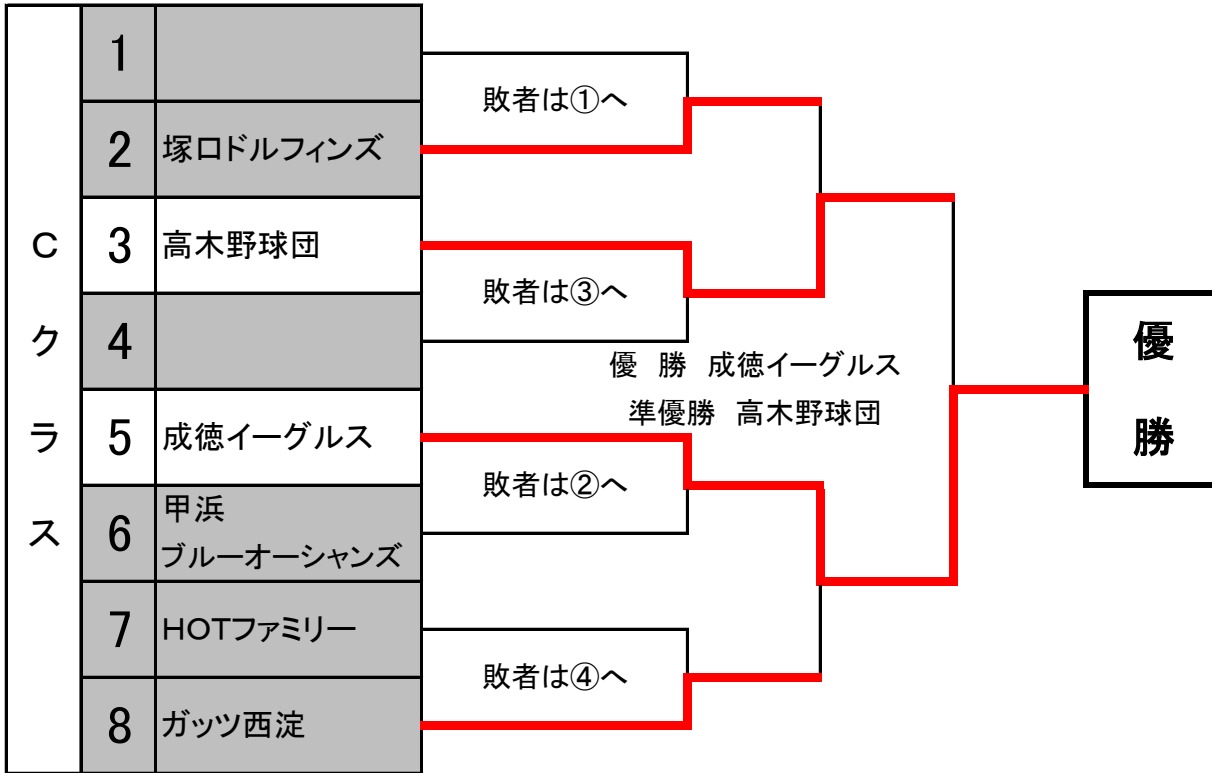 Cクラス
1
2 塚口ドルフィンズ
3 高木野球団
4
5 成徳イーグルス
6 甲浜
ブルーオーシャンズ
7 HOTファミリー
8 ガッツ西淀
敗者は①へ
敗者は③へ
敗者は②へ
敗者は④へ
優 勝 成徳イーグルス
準優勝 高木野球団
優勝